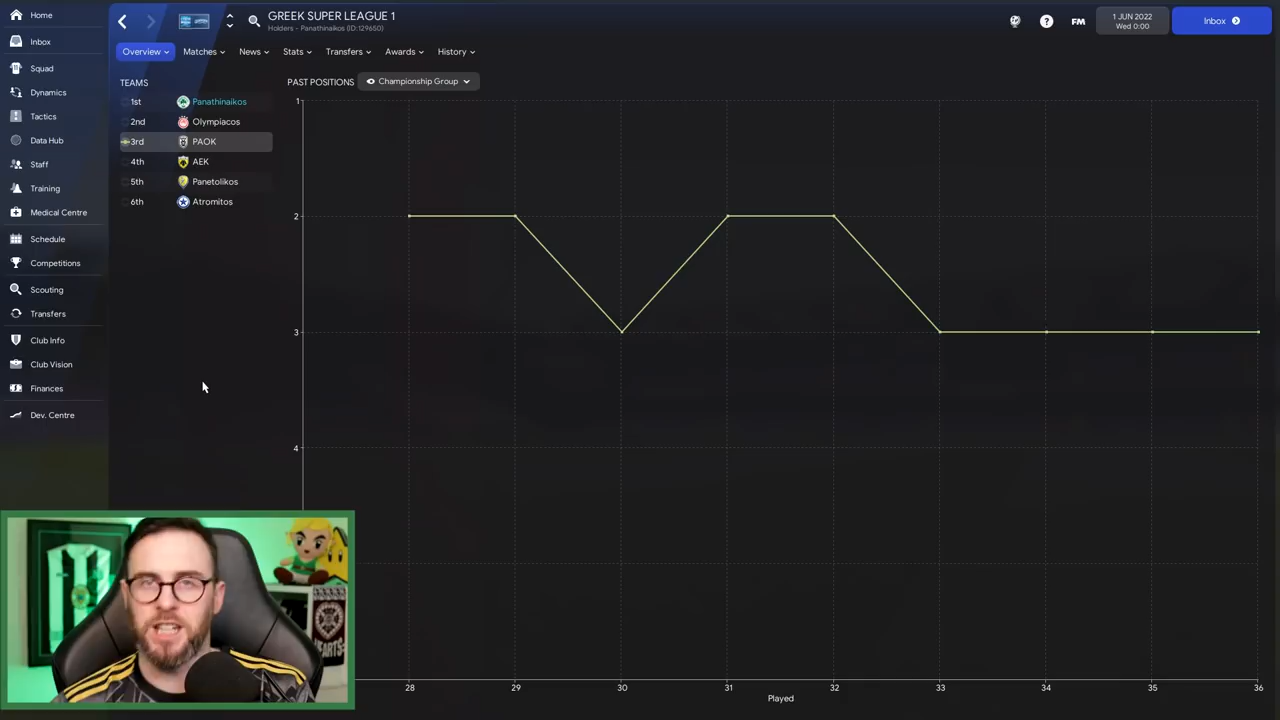 Home
Inbox
Squad
Dynamics
Tactics
Data Hub
Staff
Training
Medical Centre
Schedule
Competitions
Scouting
Transfers
Club Info
Club Vision
Finances
Dev. Centre
GREEK SUPER LEAGUE 1
Holders - Panathinaikos (ID:129650)
FM
1 JUN 2022
Wed 0:00
Inbox
Overview Matches News Stats Transfers Awards History
TEAMS
1st Panathinaikos
2nd Olympiacos
3rd PAOK
4th AEK
5th Panetolikos
6th Atromitos
PAST POSITIONS Championship Group
1
2
3
4
28 29 30 31 32 33 34 35 36
Played
HEARTS